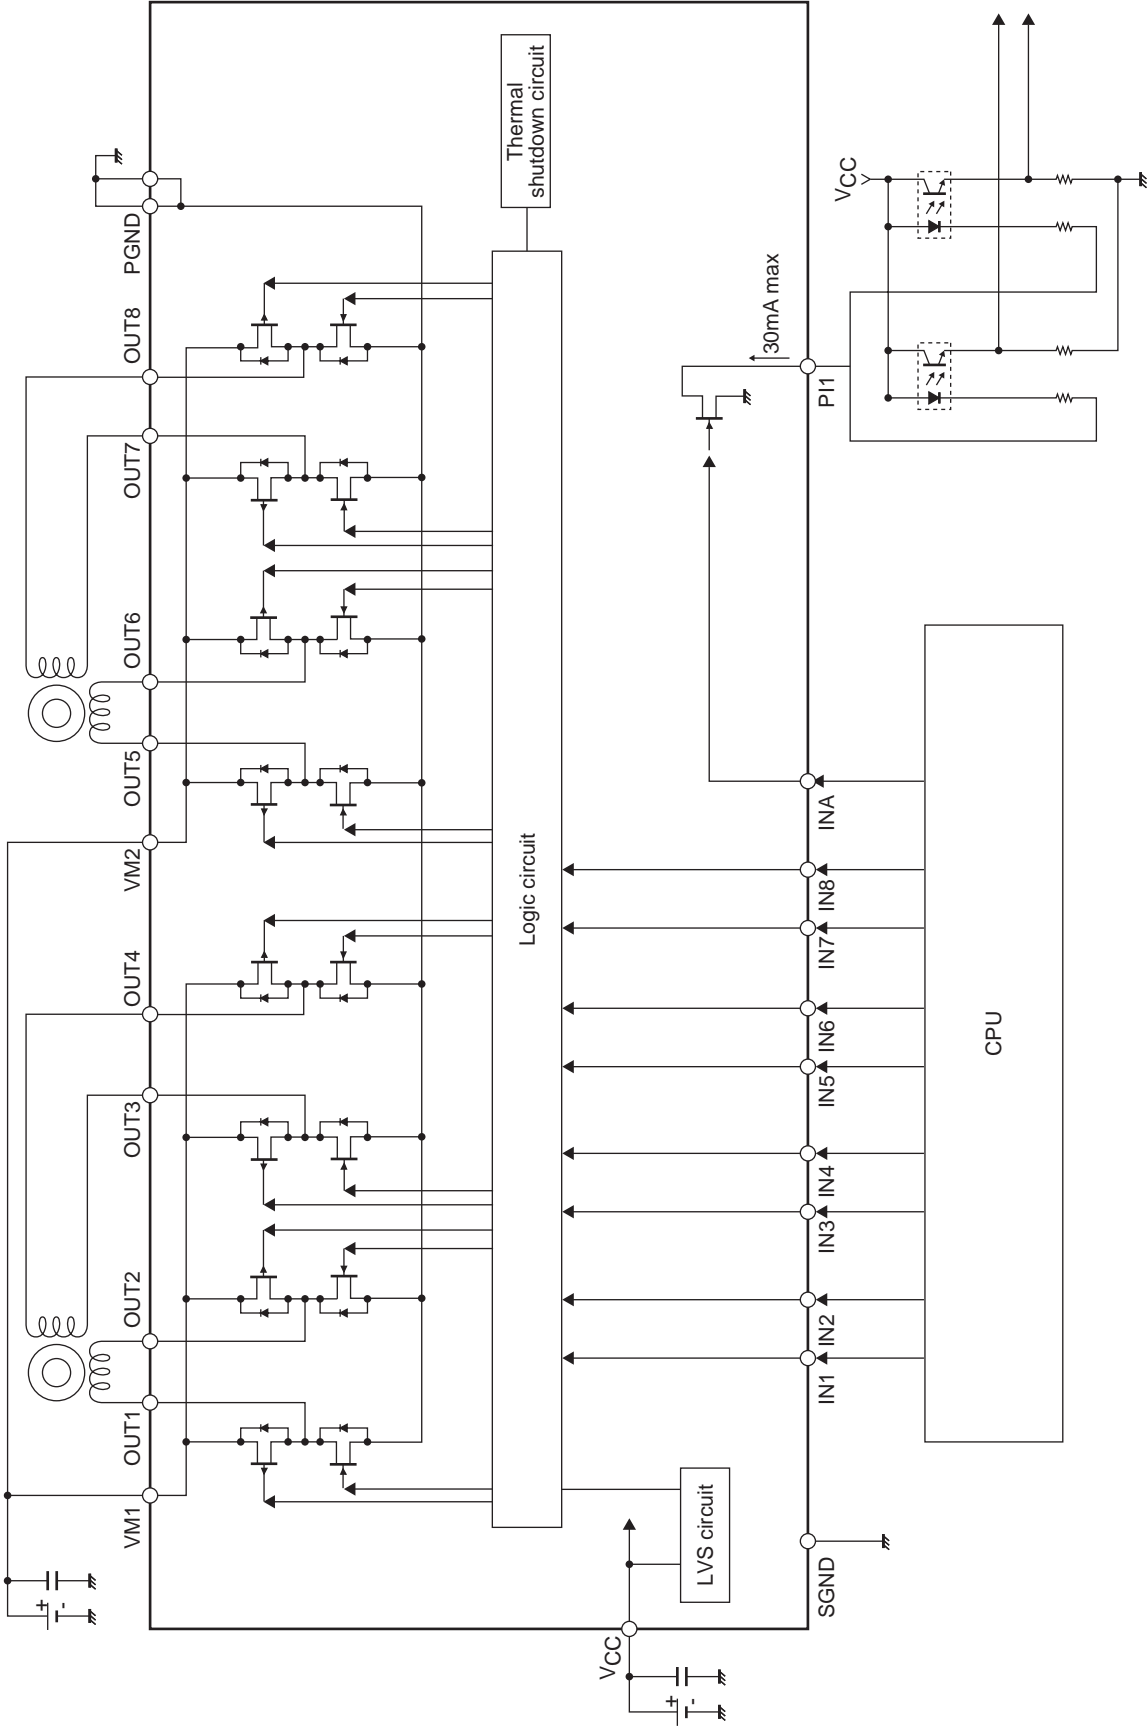 VM1
OUT1
OUT2
OUT3
OUT4
VM2
OUT5
OUT6
OUT7
OUT8
PGND
+
-
Thermal
shutdown circuit
Logic circuit
LVS circuit
VCC
+
-
SGND
IN1
IN2
IN3
IN4
IN5
IN6
IN7
IN8
INA
PI1
30mA max
CPU
VCC